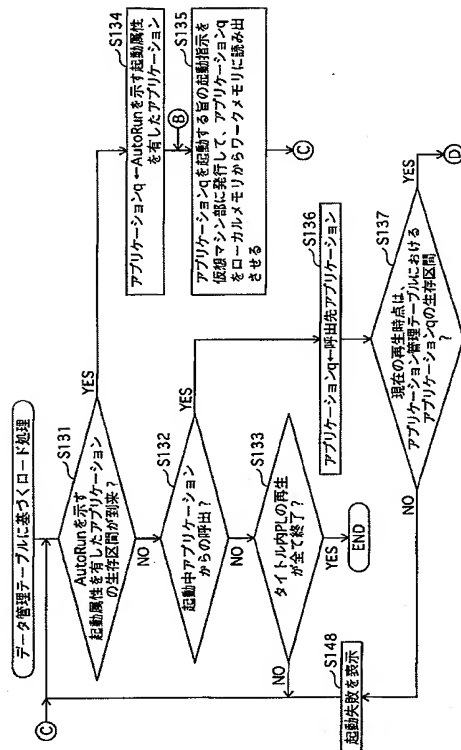 データ管理テーブルに基づくロード処理
C
S131
AutoRunを示す
起動属性を有したアプリケーション
の生存区間が到来?
YES
NO
S134
アプリケーションq ←AutoRunを示す起動属性
を有したアプリケーション
B
S135
アプリケーションqを起動する旨の起動指示を
仮想マシン部に発行して、アプリケーションq
をローカルメモリからワークメモリに読み出
させる
C
S132
起動中アプリケーション
からの呼出?
YES
NO
S136
アプリケーションq←呼出先アプリケーション
S133
タイトル内PLの再生
が全て終了?
NO
YES
END
S137
現在の再生時点は、
アプリケーション管理テーブルにおける
アプリケーションqの生存区間
?
YES
D
NO
S148
起動失敗を表示